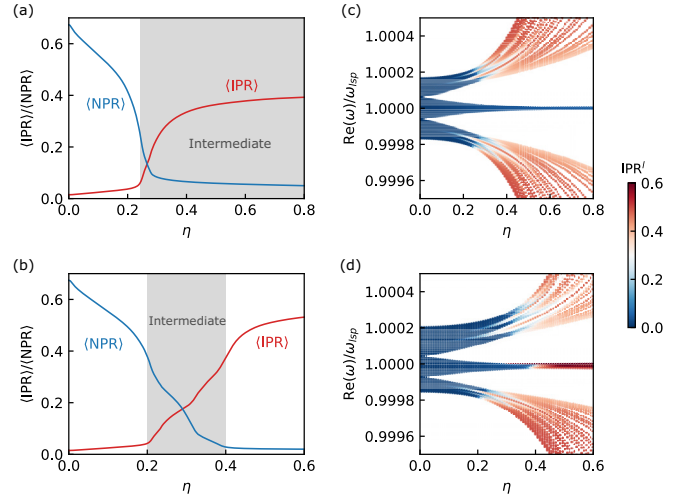 (a)
0.6
0.4
0.2
0.0
⟨IPR⟩/⟨NPR⟩
⟨NPR⟩
⟨IPR⟩
Intermediate
0.0 0.2 0.4 0.6 0.8
η
(c)
1.0004
1.0002
1.0000
0.9998
0.9996
Re(ω)/ω_lsp
0.0 0.2 0.4 0.6 0.8
η
IPR^l
0.6
0.4
0.2
0.0
(b)
0.6
0.4
0.2
0.0
⟨IPR⟩/⟨NPR⟩
Intermediate
⟨NPR⟩
⟨IPR⟩
0.0 0.2 0.4 0.6
η
(d)
1.0004
1.0002
1.0000
0.9998
0.9996
Re(ω)/ω_lsp
0.0 0.2 0.4 0.6
η